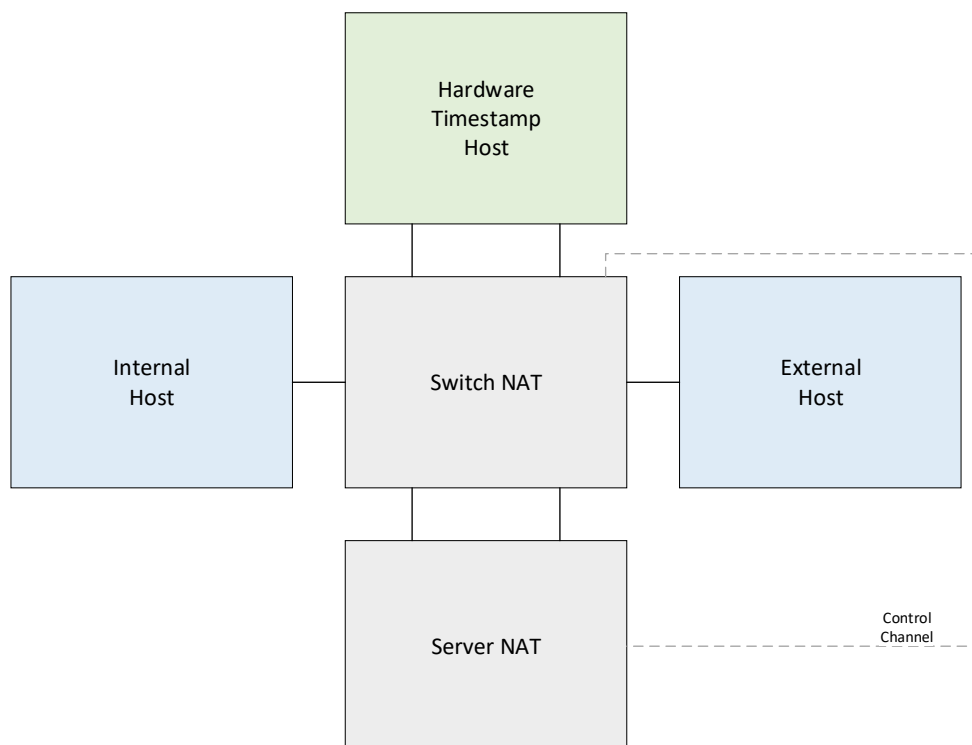 Hardware
Timestamp
Host
Internal
Host
Switch NAT
External
Host
Server NAT
Control
Channel